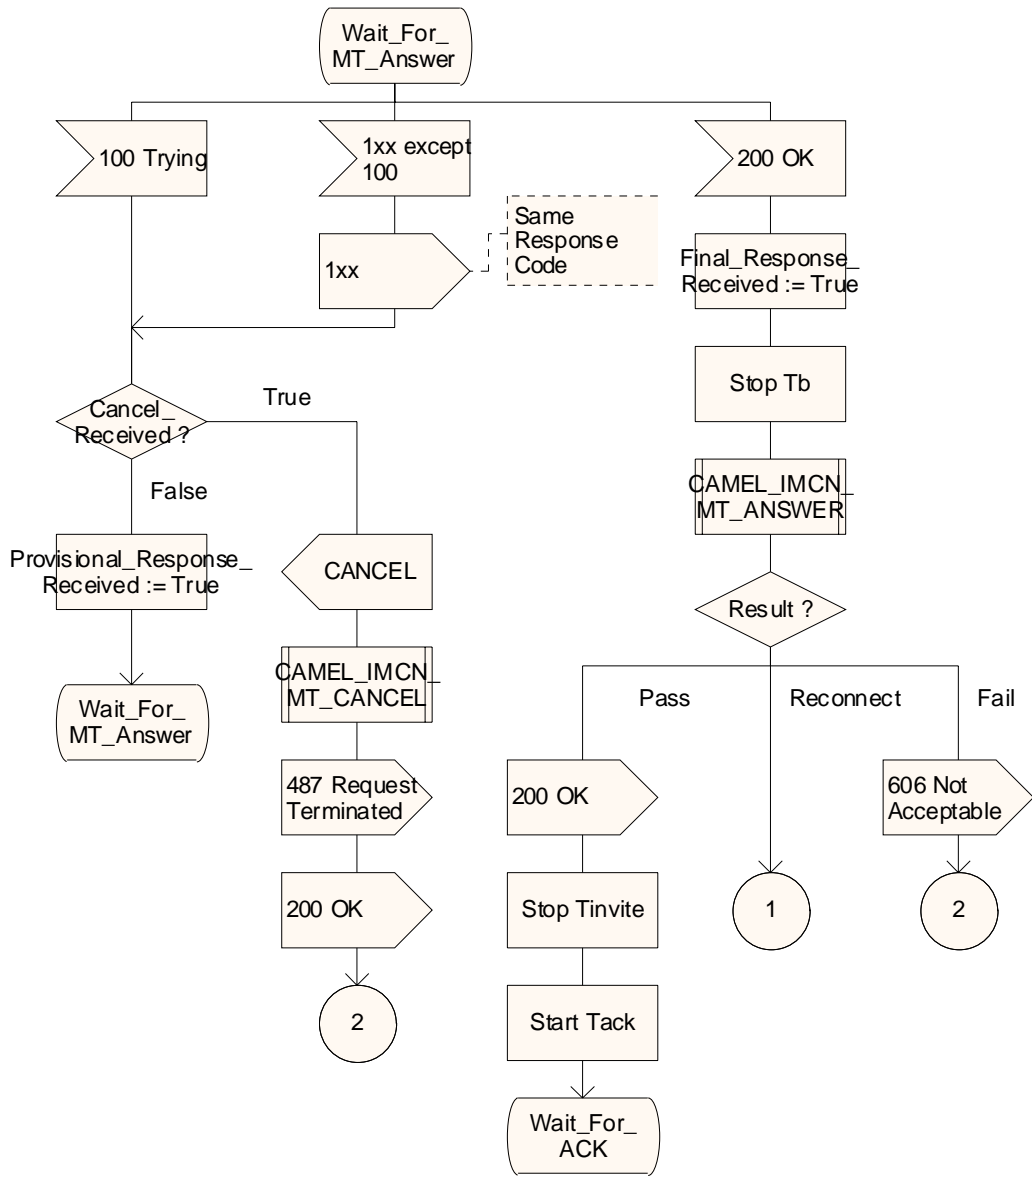 Wait_For_
MT_Answer
100 Trying
1xx except
100
200 OK
1xx
Same
Response
Code
Final_Response_
Received := True
Stop Tb
Cancel_
Received ?
True
False
CAMEL_IMCN_
MT_ANSWER
Provisional_Response_
Received := True
CANCEL
Result ?
CAMEL_IMCN_
MT_CANCEL
Pass
Reconnect
Fail
Wait_For_
MT_Answer
487 Request
Terminated
200 OK
606 Not
Acceptable
200 OK
Stop Tinvite
1
2
2
Start Tack
Wait_For_
ACK